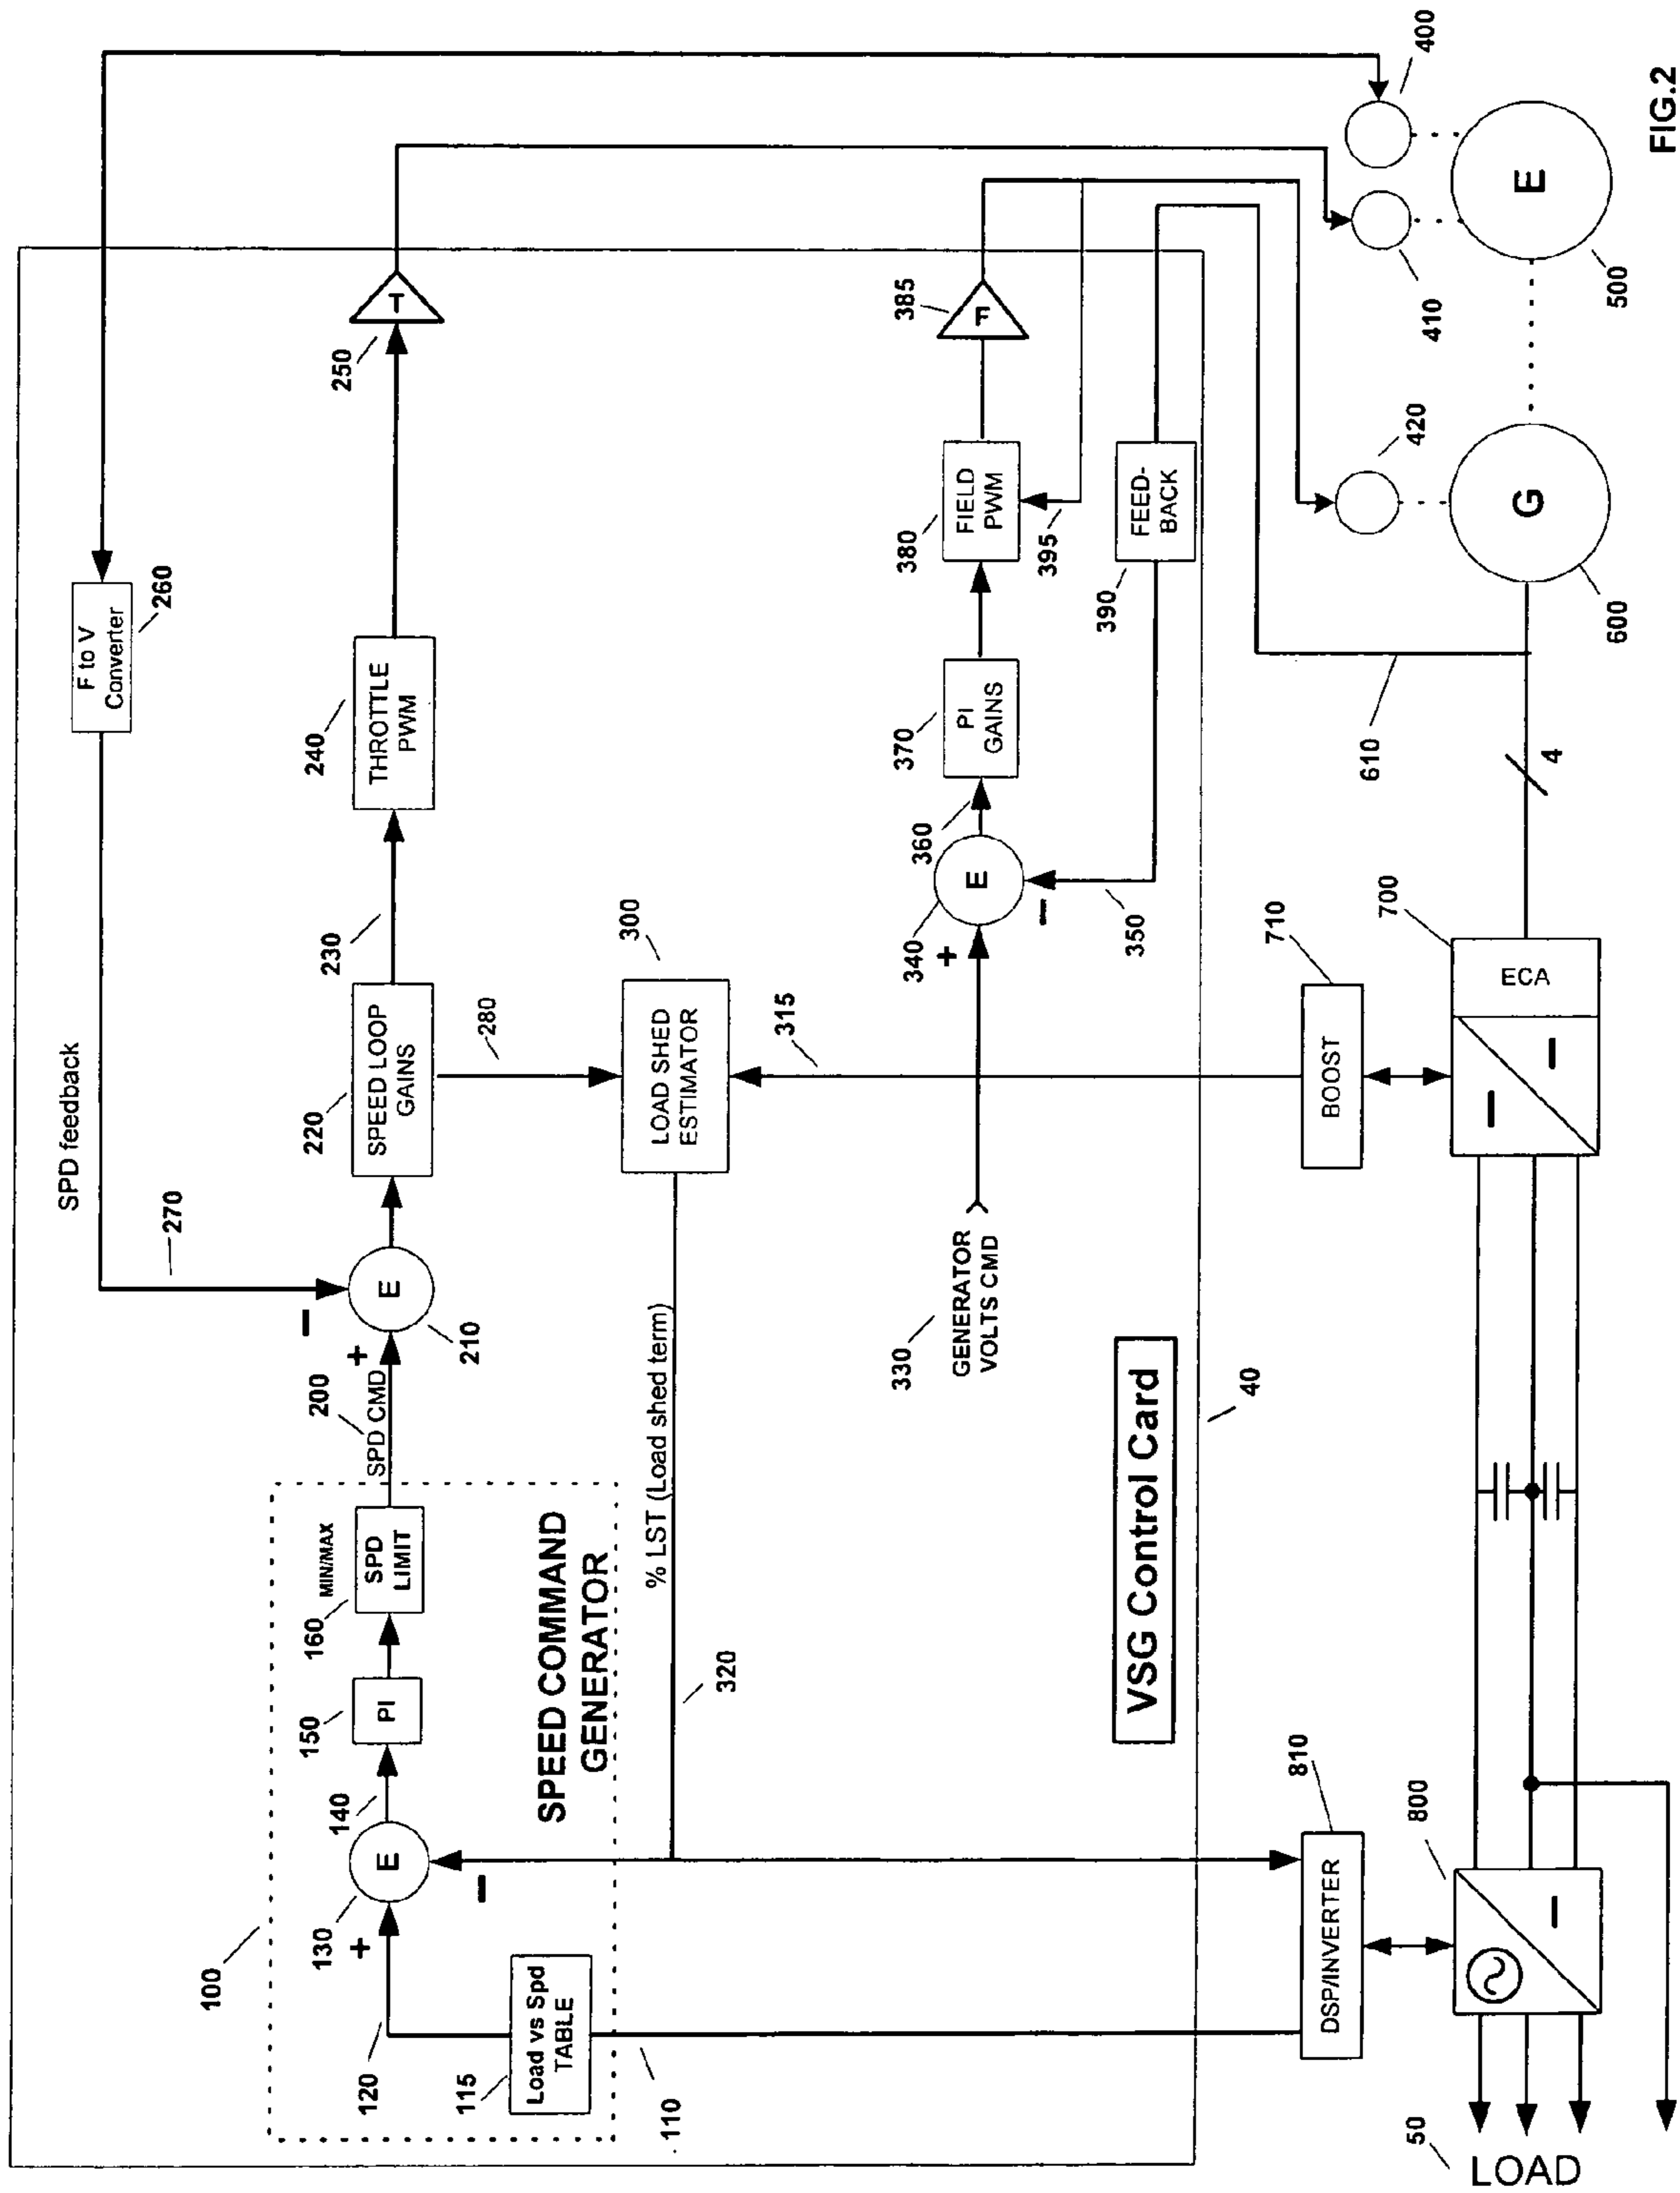 SPD feedback
270
F to V
Converter
260
100
120
115
Load vs Spd
TABLE
110
130
+
E
−
140
150
PI
160
MIN/MAX
SPD
LIMIT
SPEED COMMAND
GENERATOR
200
SPD CMD
+
−
E
210
220
SPEED LOOP
GAINS
230
240
THROTTLE
PWM
250
T
280
300
LOAD SHED
ESTIMATOR
315
% LST (Load shed term)
320
330
GENERATOR
VOLTS CMD
340
+
E
−
350
360
370
PI
GAINS
380
FIELD
PWM
385
F
395
390
FEED-
BACK
VSG Control Card
40
810
DSP/INVERTER
800
710
BOOST
700
ECA
4
610
600
G
420
410
400
E
500
50
LOAD
FIG.2